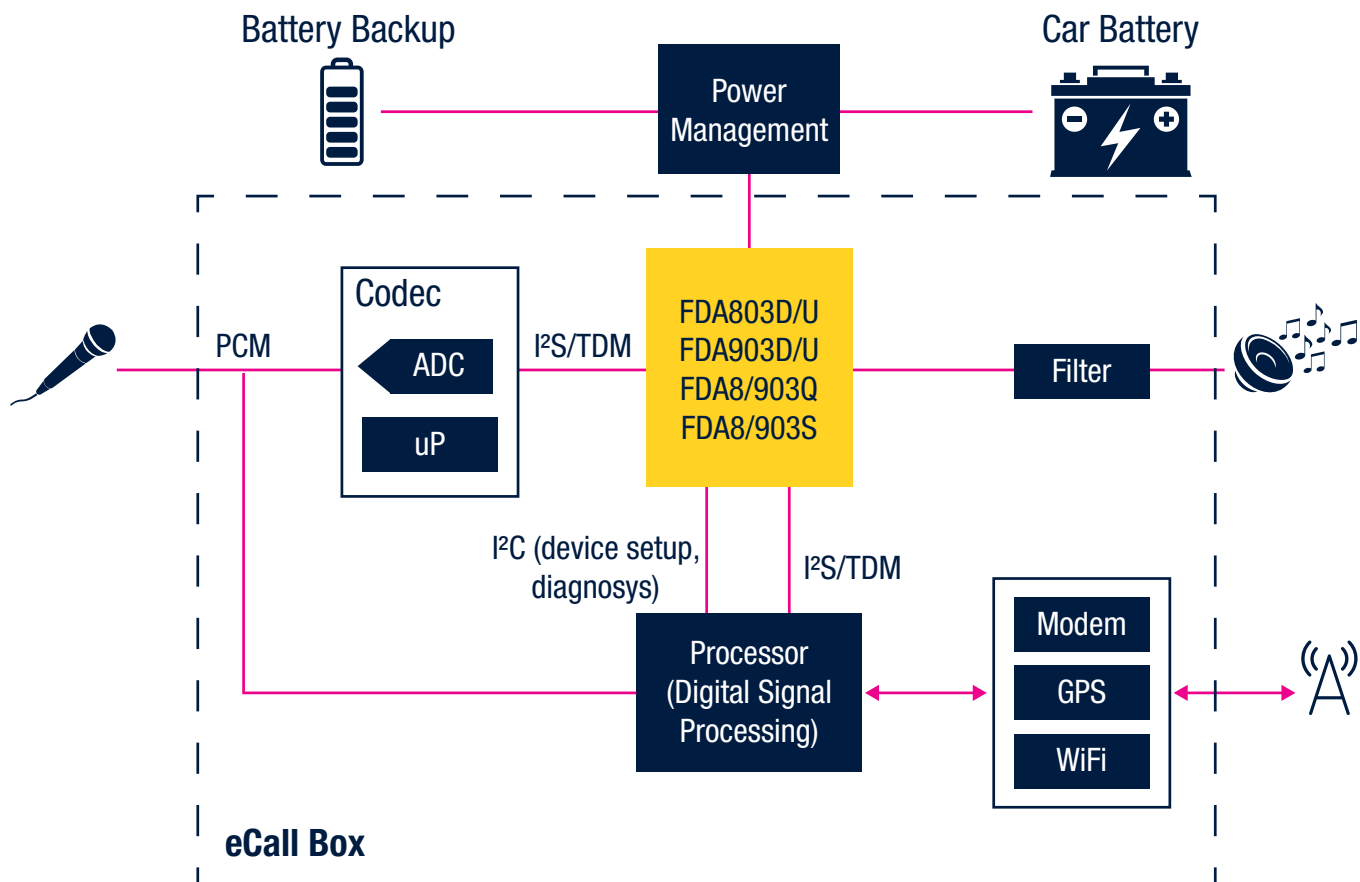 Battery Backup
Car Battery
Power
Management
Codec
ADC
uP
PCM
I²S/TDM
FDA803D/U
FDA903D/U
FDA8/903Q
FDA8/903S
Filter
I²C (device setup,
diagnosys)
I²S/TDM
Processor
(Digital Signal
Processing)
Modem
GPS
WiFi
eCall Box